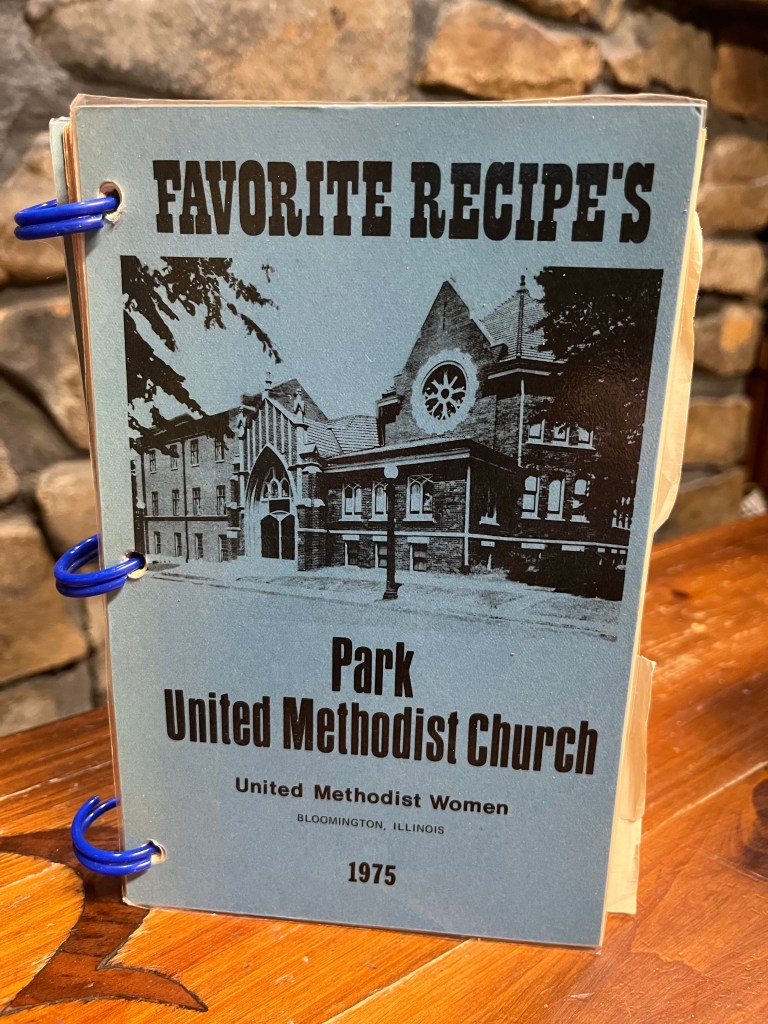 FAVORITE RECIPE'S
Park
United Methodist Church
United Methodist Women
BLOOMINGTON, ILLINOIS
1975